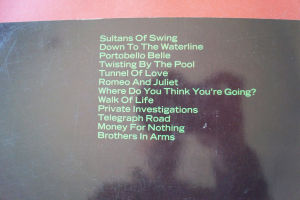 Sultans Of Swing
Down To The Waterline
Portobello Belle
Twisting By The Pool
Tunnel Of Love
Romeo And Juliet
Where Do You Think You're Going?
Walk Of Life
Private Investigations
Telegraph Road
Money For Nothing
Brothers In Arms